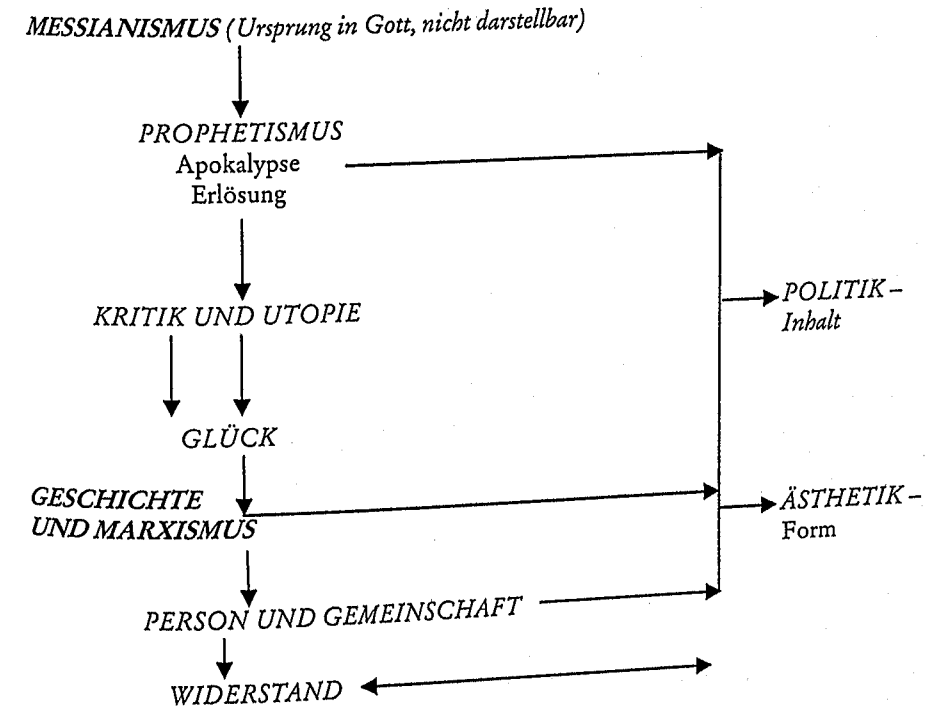 MESSIANISMUS (Ursprung in Gott, nicht darstellbar)
PROPHETISMUS
Apokalypse
Erlösung
KRITIK UND UTOPIE
POLITIK –
Inhalt
GLÜCK
GESCHICHTE
UND MARXISMUS
ÄSTHETIK –
Form
PERSON UND GEMEINSCHAFT
WIDERSTAND